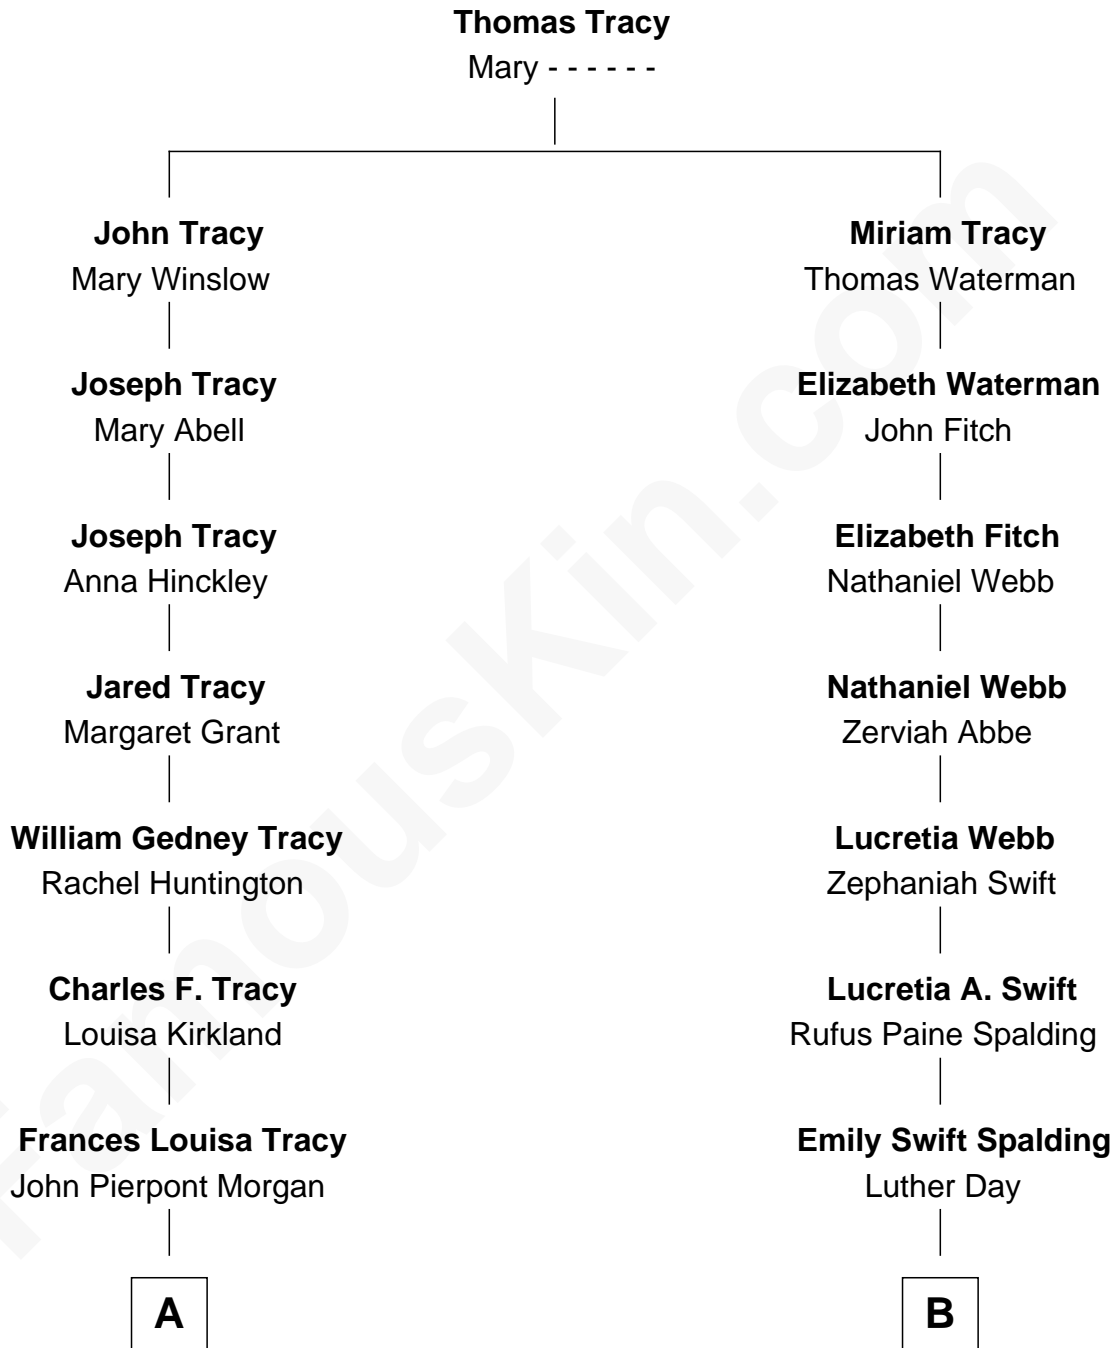 Thomas Tracy
Mary - - - - - -
John Tracy
Mary Winslow
Miriam Tracy
Thomas Waterman
Joseph Tracy
Mary Abell
Elizabeth Waterman
John Fitch
Joseph Tracy
Anna Hinckley
Elizabeth Fitch
Nathaniel Webb
Jared Tracy
Margaret Grant
Nathaniel Webb
Zerviah Abbe
William Gedney Tracy
Rachel Huntington
Lucretia Webb
Zephaniah Swift
Charles F. Tracy
Louisa Kirkland
Lucretia A. Swift
Rufus Paine Spalding
Frances Louisa Tracy
John Pierpont Morgan
Emily Swift Spalding
Luther Day
A
B
FamousKin.com